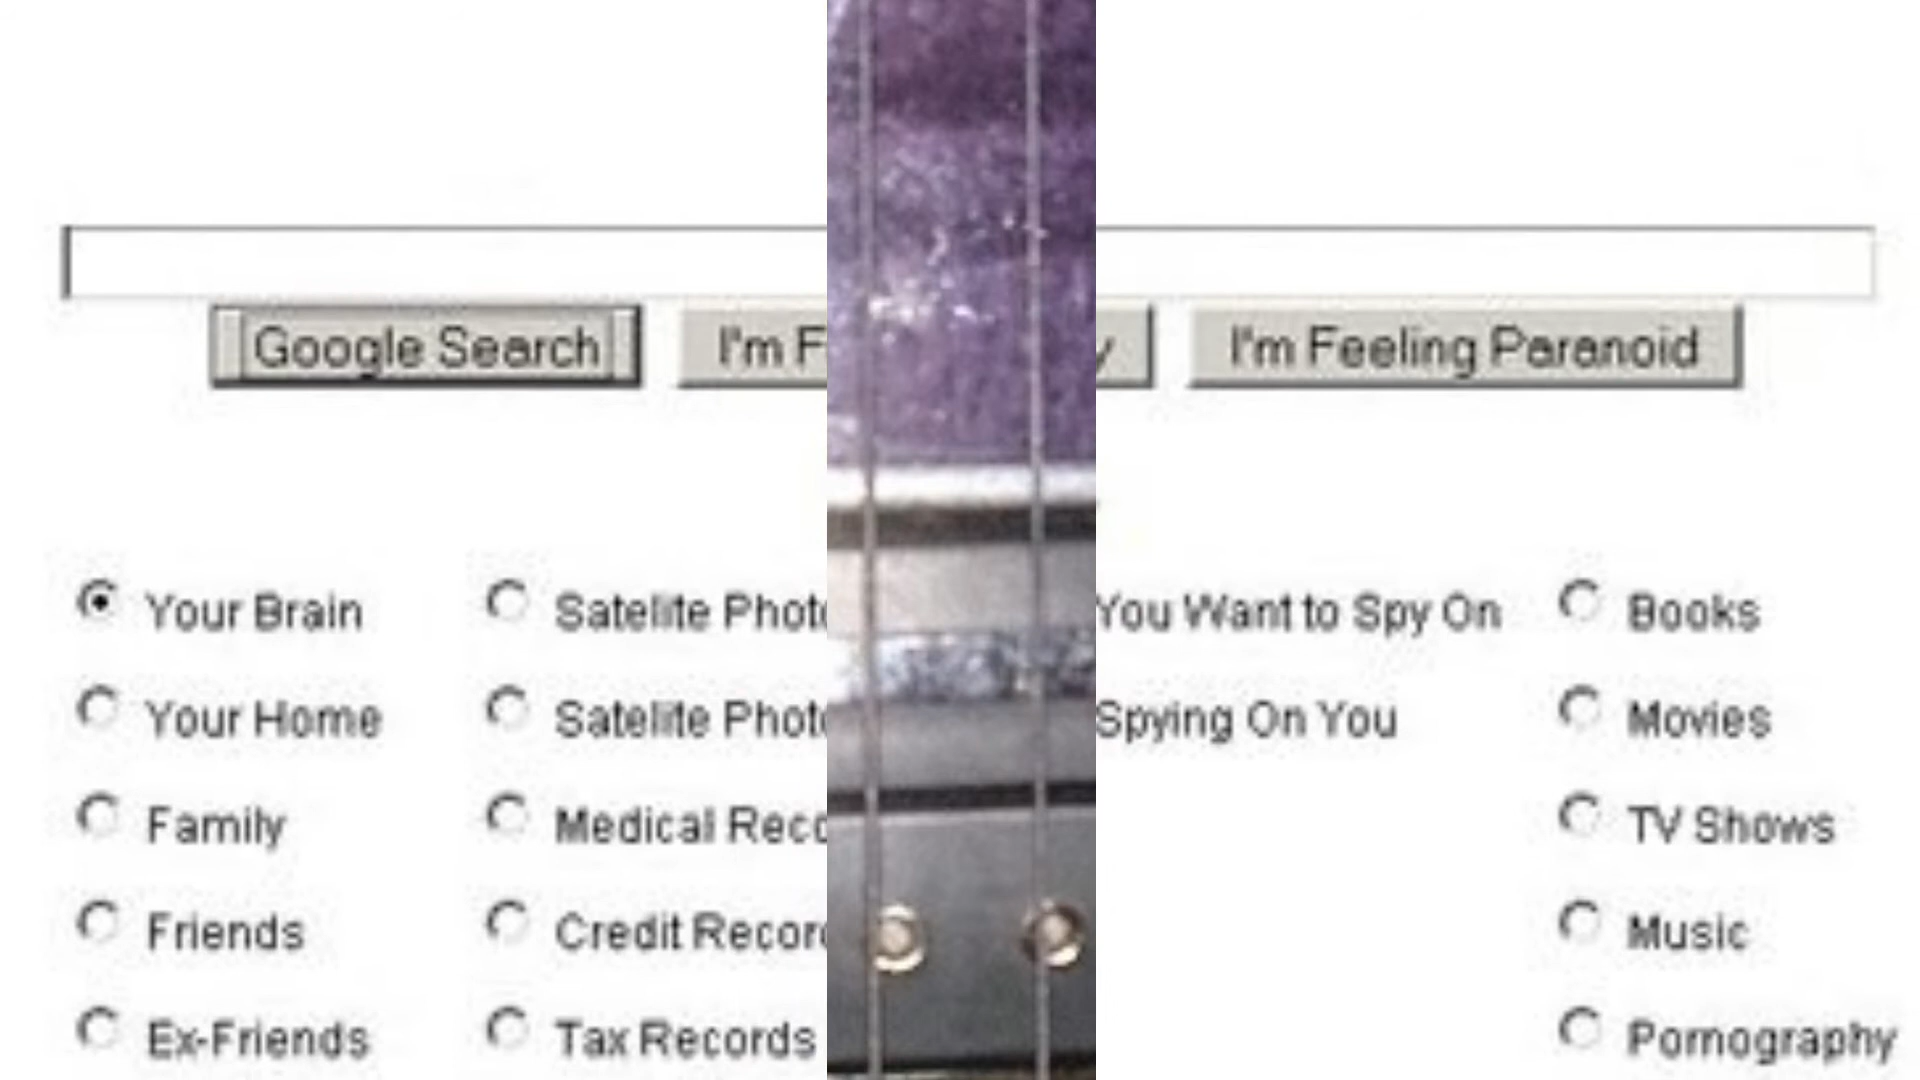 Google Search I'm F y I'm Feeling Paranoid
Your Brain Satelite Phot You Want to Spy On Books
Your Home Satelite Phot Spying On You Movies
Family Medical Rec TV Shows
Friends Credit Recor Music
Ex-Friends Tax Records Pornography